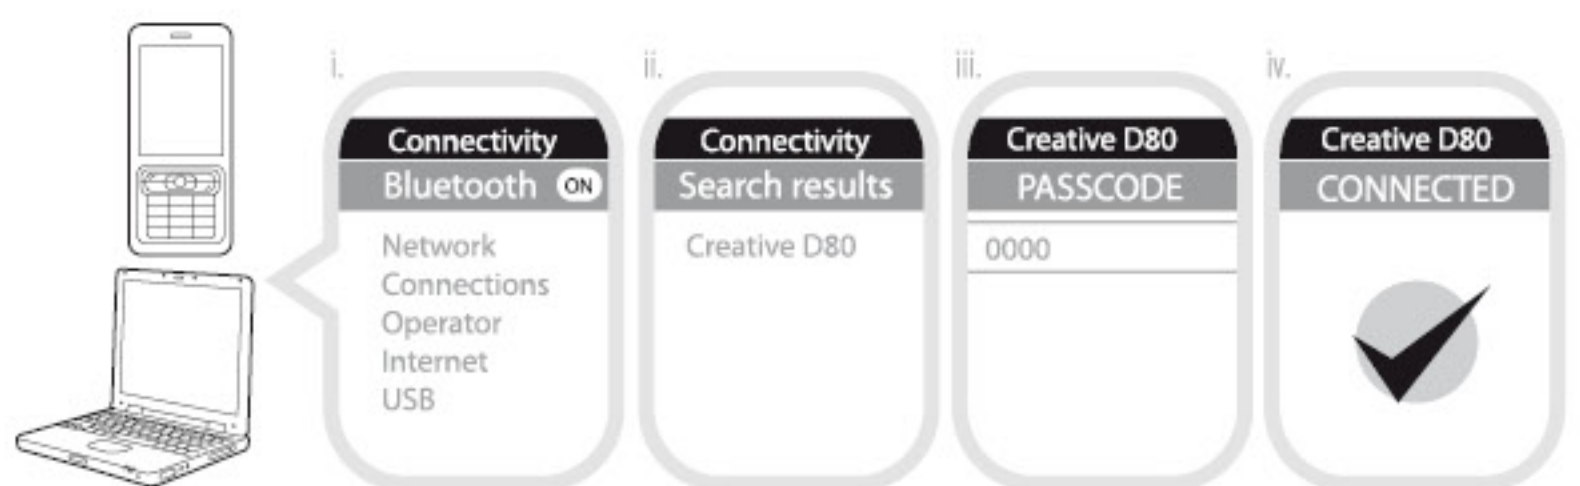 i.
Connectivity
Bluetooth ON
Network
Connections
Operator
Internet
USB
ii.
Connectivity
Search results
Creative D80
iii.
Creative D80
PASSCODE
0000
iv.
Creative D80
CONNECTED